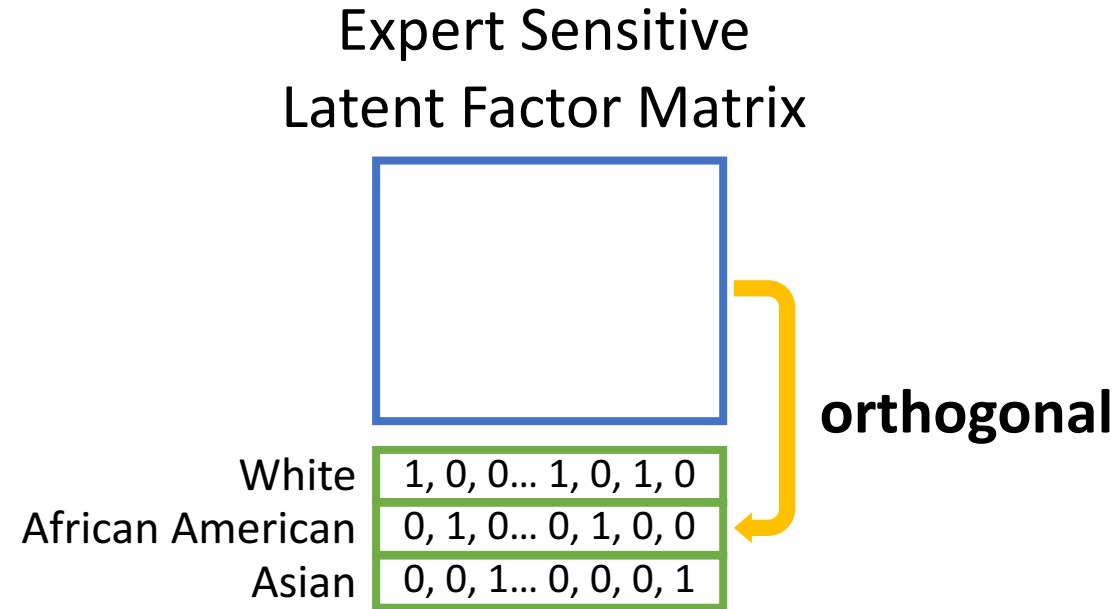 Expert Sensitive
Latent Factor Matrix
orthogonal
White 1, 0, 0... 1, 0, 1, 0
African American 0, 1, 0... 0, 1, 0, 0
Asian 0, 0, 1... 0, 0, 0, 1